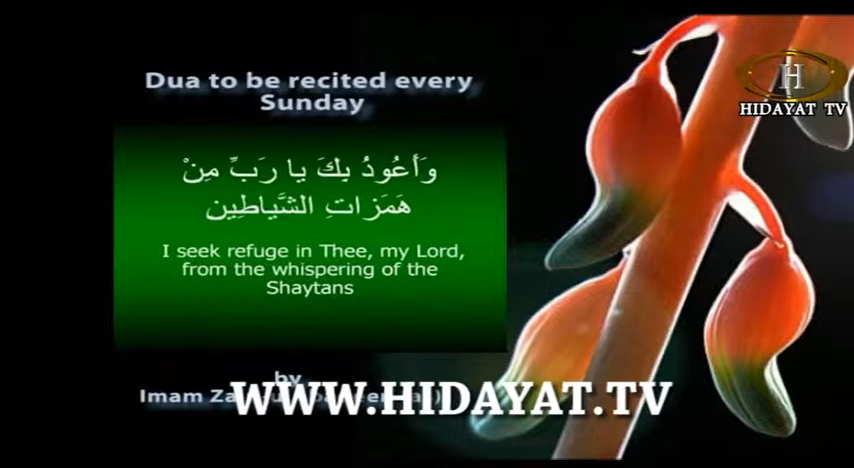 H
HIDAYAT TV
Dua to be recited every
Sunday
وَأَعُوذُ بِكَ يا رَبِّ مِنْ
هَمَزاتِ الشَّياطِين
I seek refuge in Thee, my Lord,
from the whispering of the
Shaytans
by
Imam
WWW.HIDAYAT.TV